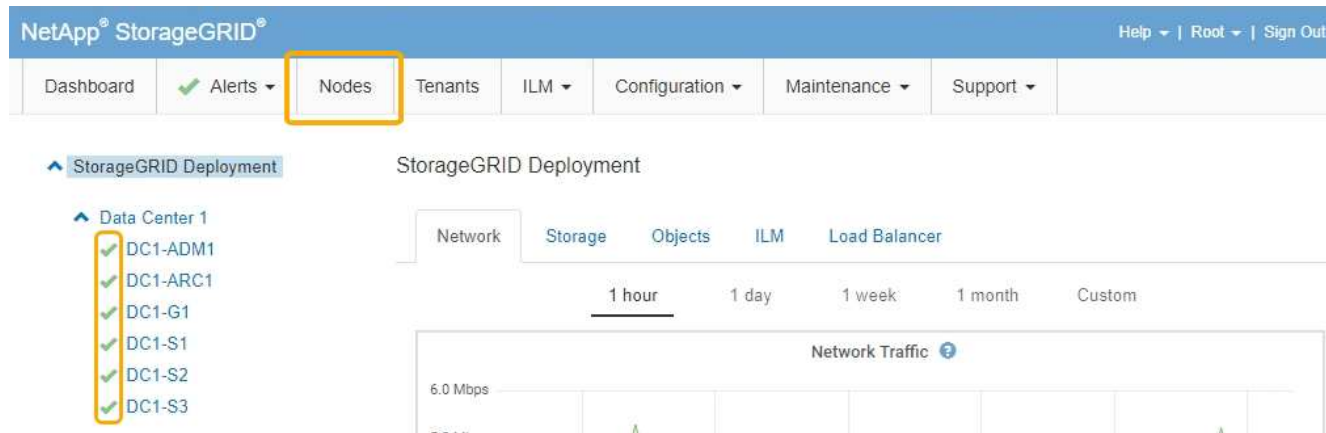 NetApp® StorageGRID®
Help | Root | Sign Out
Dashboard Alerts Nodes Tenants ILM Configuration Maintenance Support
StorageGRID Deployment
StorageGRID Deployment
Data Center 1
DC1-ADM1
DC1-ARC1
DC1-G1
DC1-S1
DC1-S2
DC1-S3
Network Storage Objects ILM Load Balancer
1 hour 1 day 1 week 1 month Custom
Network Traffic
6.0 Mbps